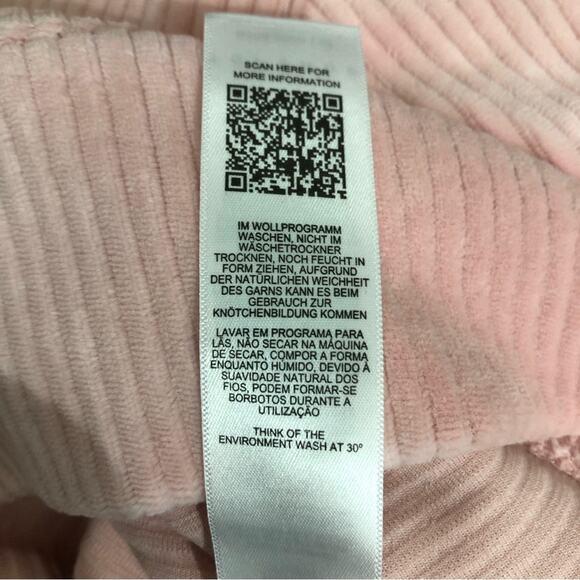 SCAN HERE FOR
MORE INFORMATION
IM WOLLPROGRAMM
WASCHEN, NICHT IM
WÄSCHETROCKNER
TROCKNEN, NOCH FEUCHT IN
FORM ZIEHEN, AUFGRUND
DER NATÜRLICHEN WEICHHEIT
DES GARNS KANN ES BEIM
GEBRAUCH ZUR
KNÖTCHENBILDUNG KOMMEN
LAVAR EM PROGRAMA PARA
LÃS, NÃO SECAR NA MÁQUINA
DE SECAR, COMPOR A FORMA
ENQUANTO HÚMIDO, DEVIDO À
SUAVIDADE NATURAL DOS
FIOS, PODEM FORMAR-SE
BORBOTOS DURANTE A
UTILIZAÇÃO
THINK OF THE
ENVIRONMENT WASH AT 30º